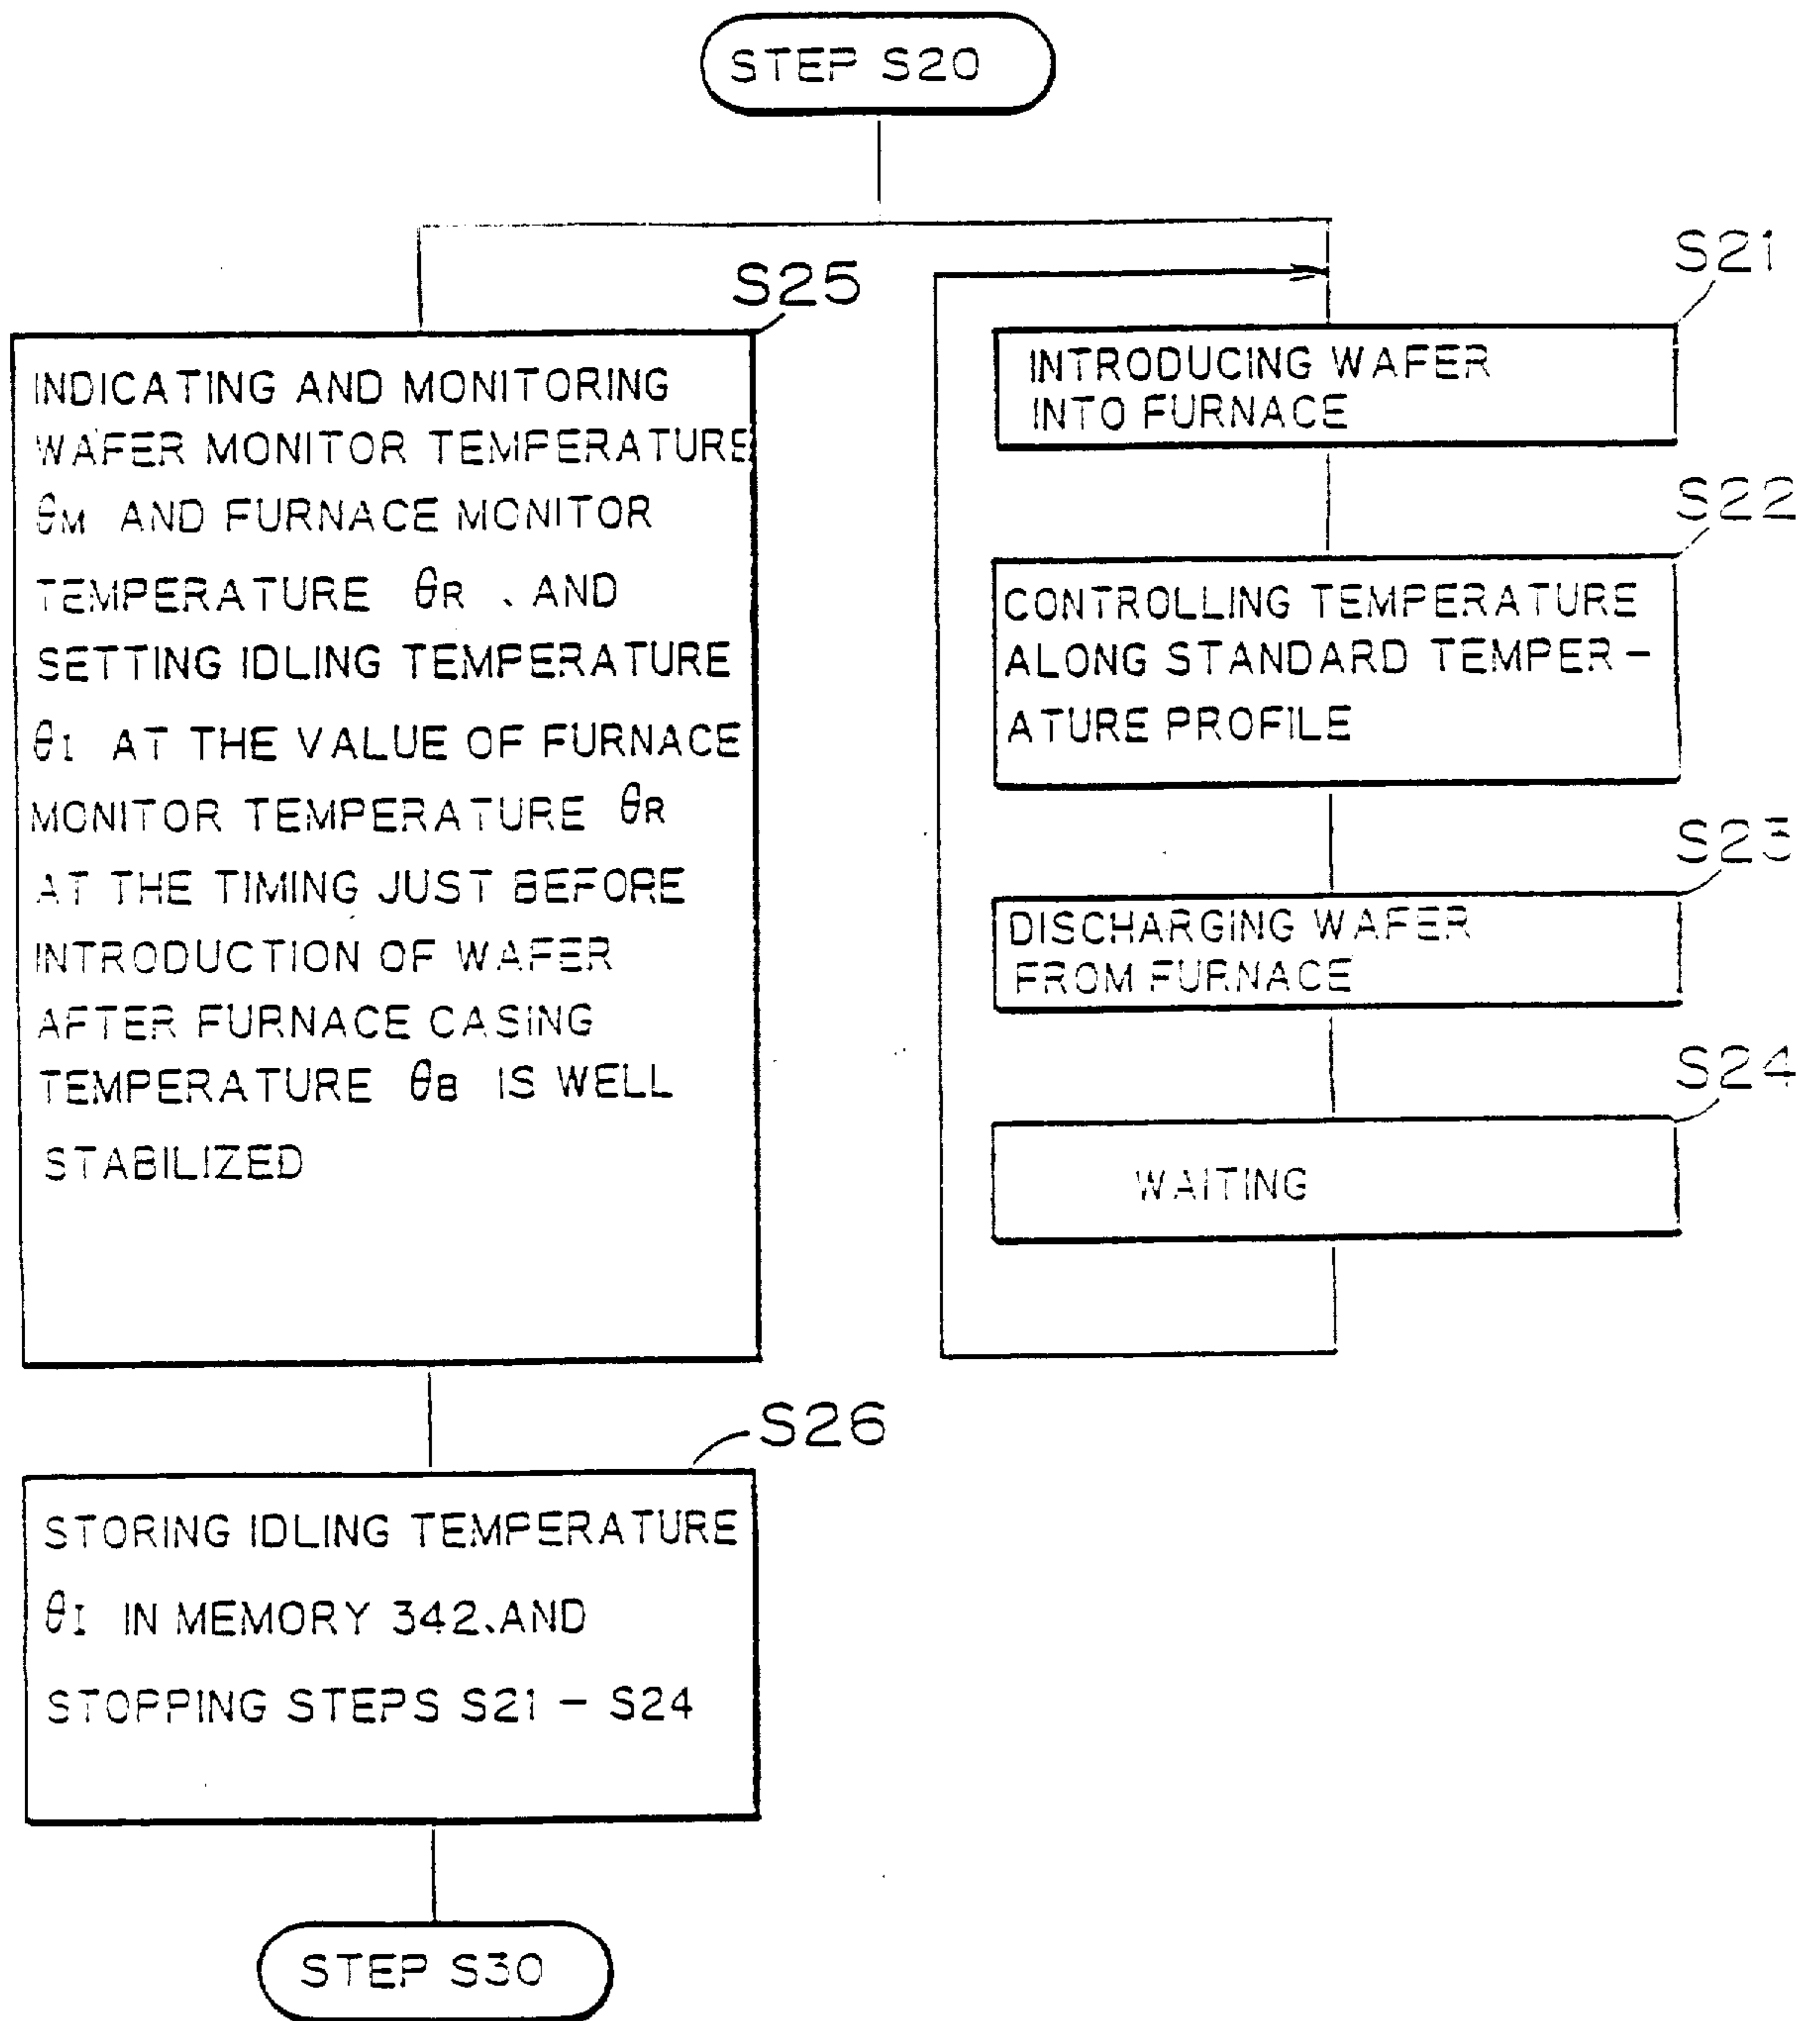 STEP S20
S25
INDICATING AND MONITORING
WAFER MONITOR TEMPERATURE
θM AND FURNACE MONITOR
TEMPERATURE θR 、AND
SETTING IDLING TEMPERATURE
θI AT THE VALUE OF FURNACE
MONITOR TEMPERATURE θR
AT THE TIMING JUST BEFORE
INTRODUCTION OF WAFER
AFTER FURNACE CASING
TEMPERATURE θB IS WELL
STABILIZED
S26
STORING IDLING TEMPERATURE
θI IN MEMORY 342、AND
STOPPING STEPS S21 – S24
STEP S30
S21
INTRODUCING WAFER
INTO FURNACE
S22
CONTROLLING TEMPERATURE
ALONG STANDARD TEMPER –
ATURE PROFILE
S23
DISCHARGING WAFER
FROM FURNACE
S24
WAITING